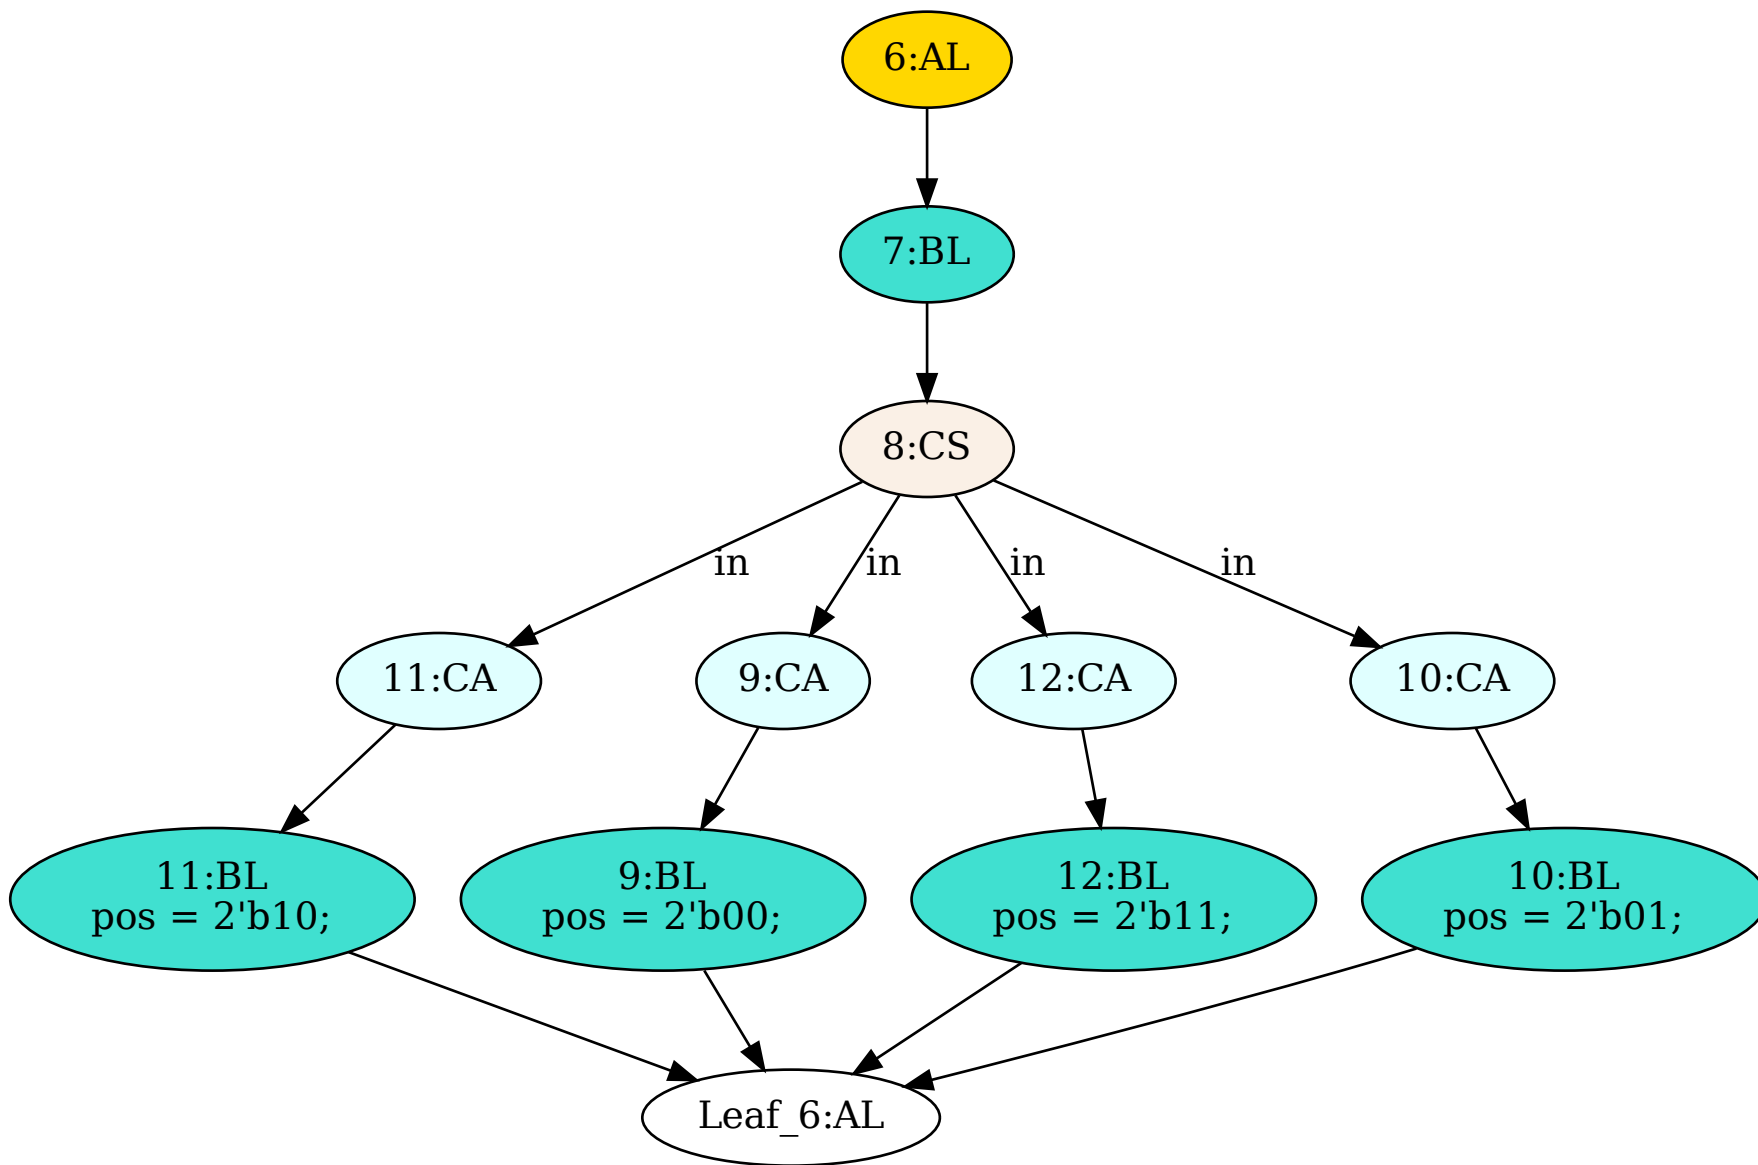 6:AL
7:BL
8:CS
in
in
in
in
11:CA
9:CA
12:CA
10:CA
11:BL
pos = 2'b10;
9:BL
pos = 2'b00;
12:BL
pos = 2'b11;
10:BL
pos = 2'b01;
Leaf_6:AL